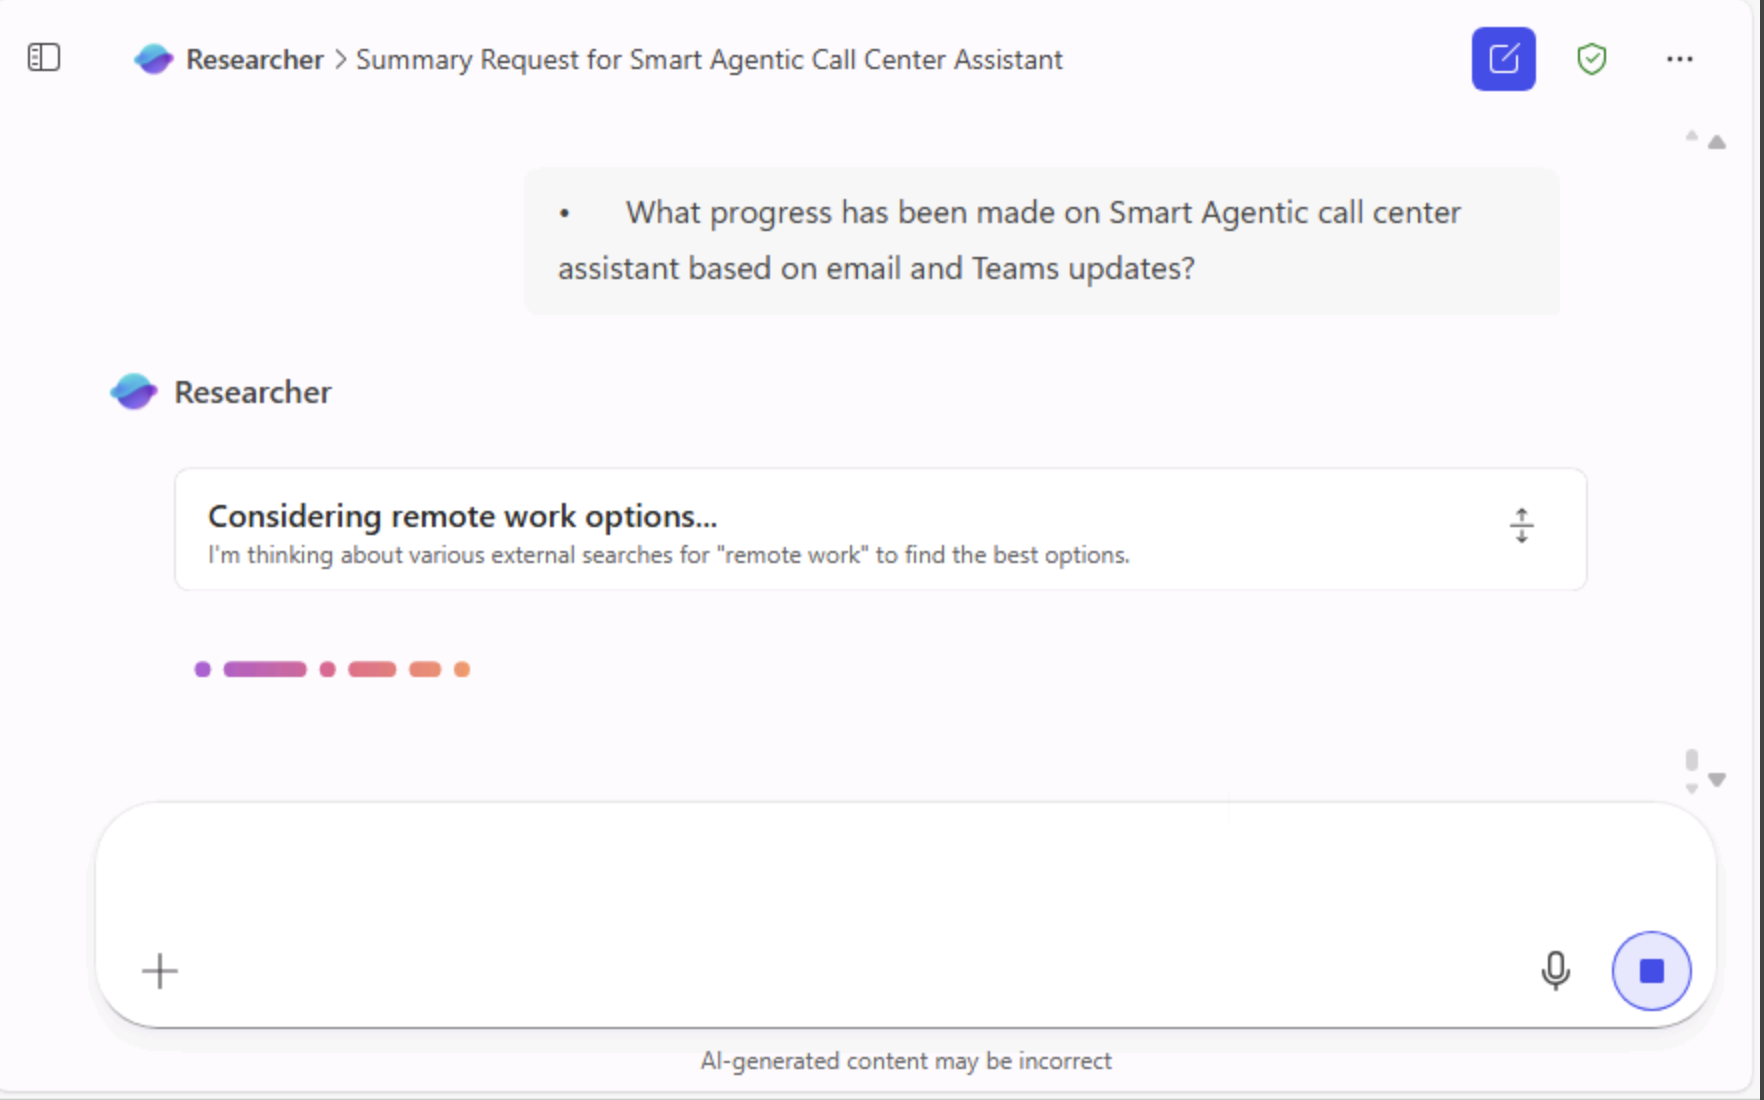 Researcher > Summary Request for Smart Agentic Call Center Assistant
• What progress has been made on Smart Agentic call center
assistant based on email and Teams updates?
Researcher
Considering remote work options...
I'm thinking about various external searches for "remote work" to find the best options.
AI-generated content may be incorrect